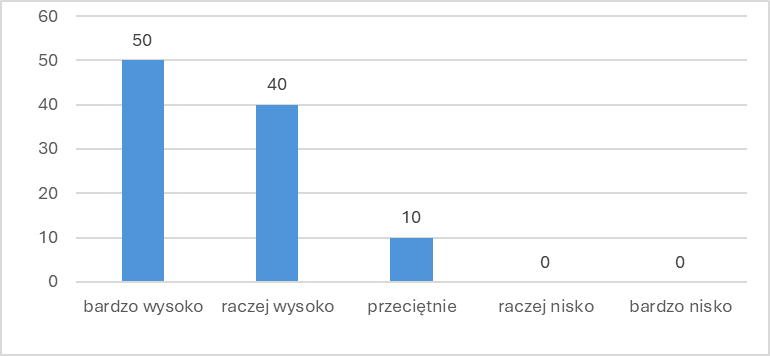 60
50
40
30
20
10
0
50
40
10
0
0
bardzo wysoko
raczej wysoko
przeciętnie
raczej nisko
bardzo nisko